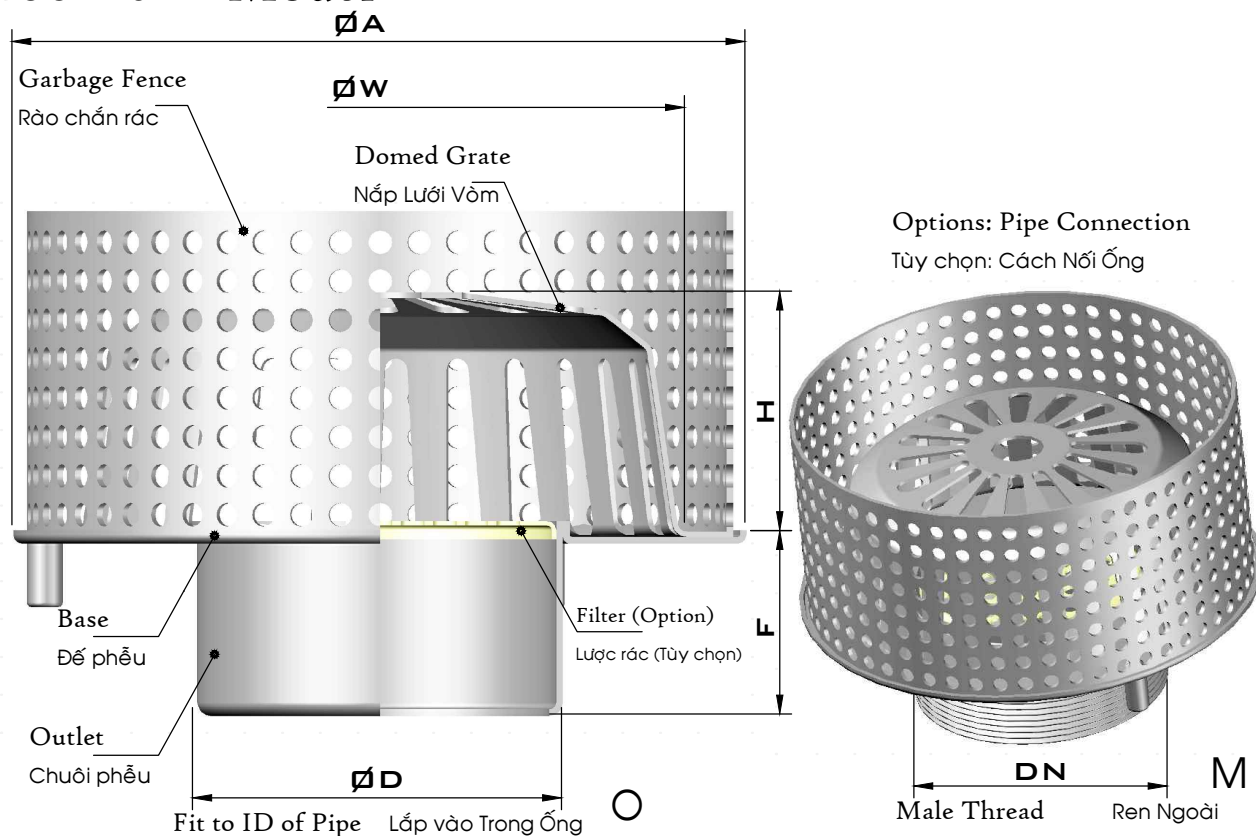 ØA
Garbage Fence
Rào chắn rác
ØW
Domed Grate
Nắp Lưới Vòm
Options: Pipe Connection
Tùy chọn: Cách Nối Ống
H
F
Base
Đế phễu
Filter (Option)
Lược rác (Tùy chọn)
Outlet
Chuôi phễu
ØD
O
Fit to ID of Pipe Lắp vào Trong Ống
DN
M
Male Thread Ren Ngoài